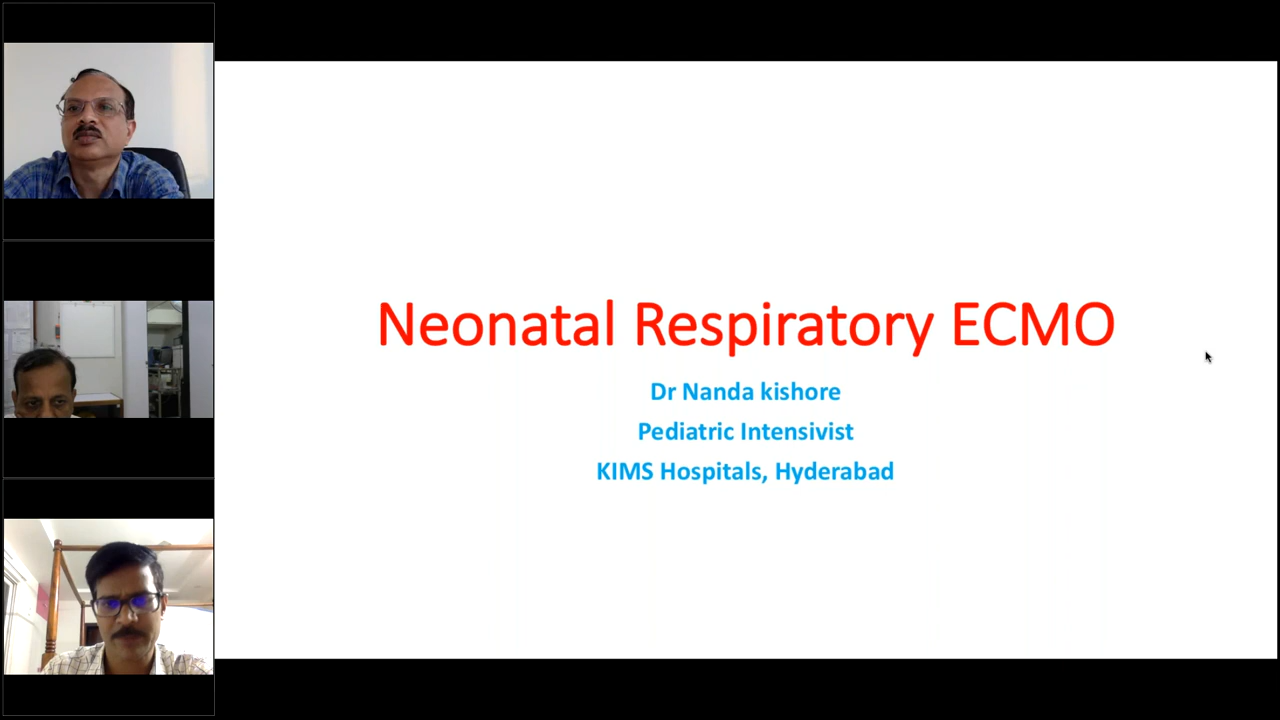 Neonatal Respiratory ECMO
Dr Nanda kishore
Pediatric Intensivist
KIMS Hospitals, Hyderabad